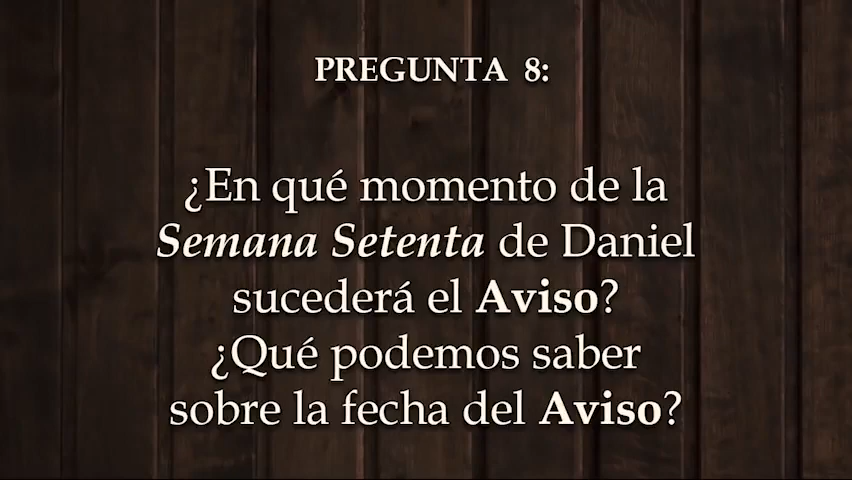 PREGUNTA 8:
¿En qué momento de la
Semana Setenta de Daniel
sucederá el Aviso?
¿Qué podemos saber
sobre la fecha del Aviso?